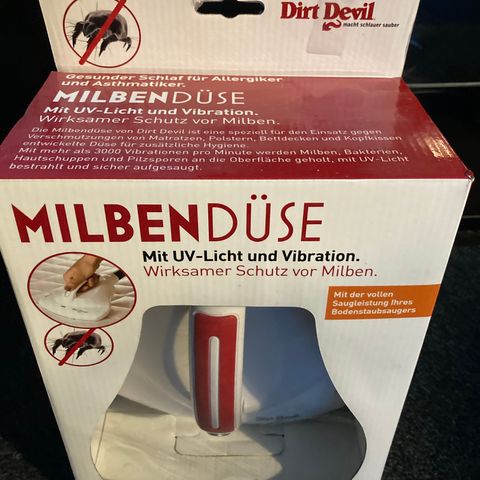 Dirt Devil
macht schlauer sauber
Gesunder Schlaf für Allergiker
und Asthmatiker.
MILBENDÜSE
Mit UV-Licht und Vibration.
Wirksamer Schutz vor Milben.
Die Milbendüse von Dirt Devil ist eine speziell für den Einsatz gegen
Verschmutzungen von Matratzen, Polstern, Bettdecken und Kopfkissen
entwickelte Düse für zusätzliche Hygiene.
Mit mehr als 3000 Vibrationen pro Minute werden Milben, Bakterien,
Hautschuppen und Pilzsporen an die Oberfläche geholt, mit UV-Licht
bestrahlt und sicher aufgesaugt.
MILBENDÜSE
Mit UV-Licht und Vibration.
Wirksamer Schutz vor Milben.
Mit der vollen
Saugleistung Ihres
Bodenstaubsaugers
Dirt Devil